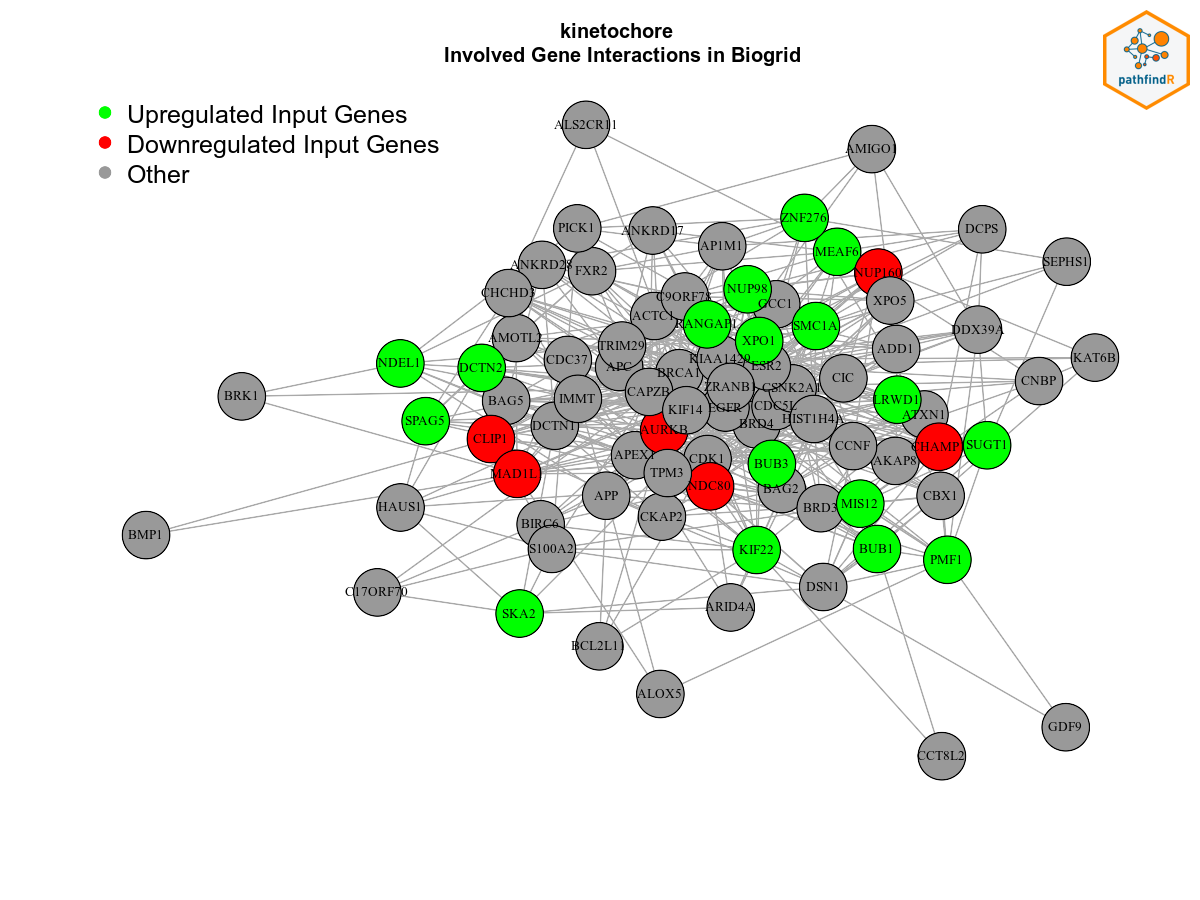 kinetochore
Involved Gene Interactions in Biogrid
pathfindR
Upregulated Input Genes
Downregulated Input Genes
Other
ALS2CR11
AMIGO1
ZNF276
PICK1
ANKRD17
DCPS
AP1M1
MEAF6
SEPHS1
ANKRD28
FXR2
NUP160
CHCHD3
NUP98
C9ORF78
GCC1
XPO5
ACTC1
RANGAP1
SMC1A
DDX39A
AMOTL2
XPO1
TRIM29
ADD1
KAT6B
NDEL1
DCTN2
CDC37
APC
KIAA1429
ESR2
BRCA1
CIC
CNBP
BRK1
BAG5
IMMT
CAPZB
ZRANB1
CSNK2A1
LRWD1
KIF14
EGFR
CDC5L
ATXN1
SPAG5
DCTN1
AURKB
BRD4
HIST1H4A
CLIP1
CCNF
CHAMP1
SUGT1
APEX1
CDK1
BUB3
AKAP8
MAD1L1
TPM3
NDC80
BAG2
APP
CBX1
HAUS1
BRD3
MIS12
BIRC6
CKAP2
BMP1
S100A2
KIF22
BUB1
PMF1
C17ORF70
DSN1
SKA2
ARID4A
BCL2L11
ALOX5
GDF9
CCT8L2